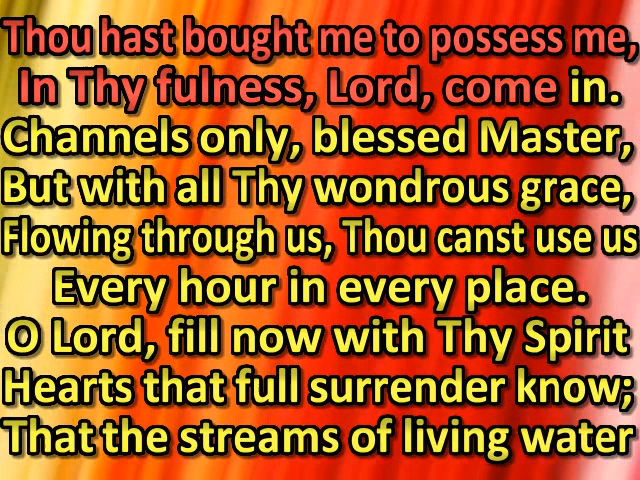 Thou hast bought me to possess me,
In Thy fulness, Lord, come in.
Channels only, blessed Master,
But with all Thy wondrous grace,
Flowing through us, Thou canst use us
Every hour in every place.
O Lord, fill now with Thy Spirit
Hearts that full surrender know;
That the streams of living water